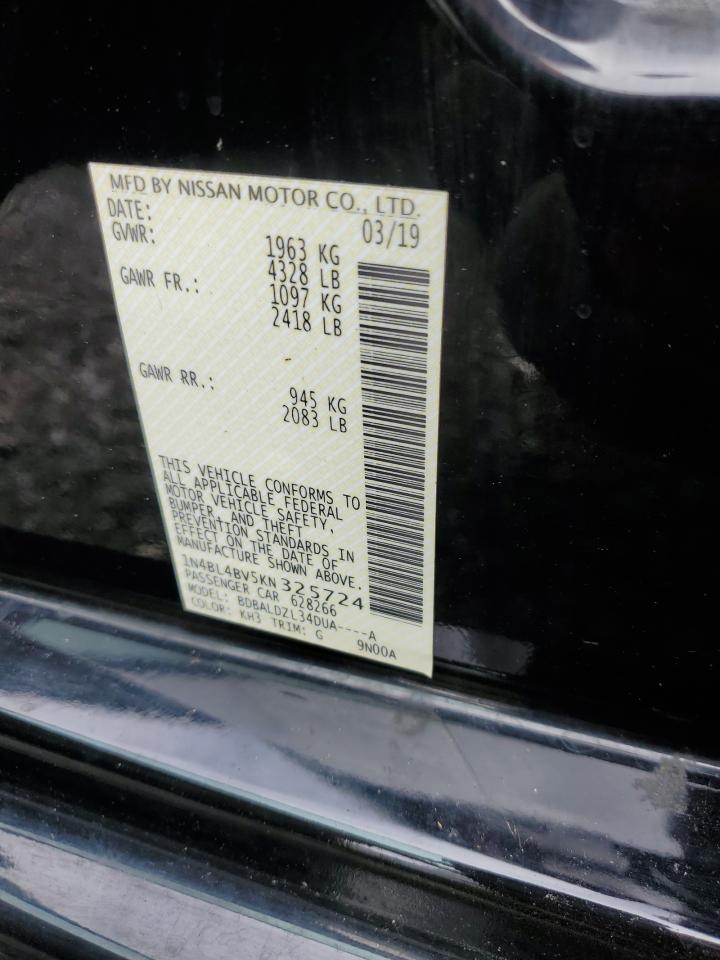 MFD BY NISSAN MOTOR CO., LTD.
DATE: 03/19
GVWR: 1963 KG
4328 LB
GAWR FR.: 1097 KG
2418 LB
GAWR RR.: 945 KG
2083 LB
THIS VEHICLE CONFORMS TO
ALL APPLICABLE FEDERAL
MOTOR VEHICLE SAFETY,
BUMPER, AND THEFT
PREVENTION STANDARDS IN
EFFECT ON THE DATE OF
MANUFACTURE SHOWN ABOVE.
1N4BL4BV5KN 325724
PASSENGER CAR 628266
MODEL: BDBALDZL34DUA----A
COLOR: KH3 TRIM: G 9N00A